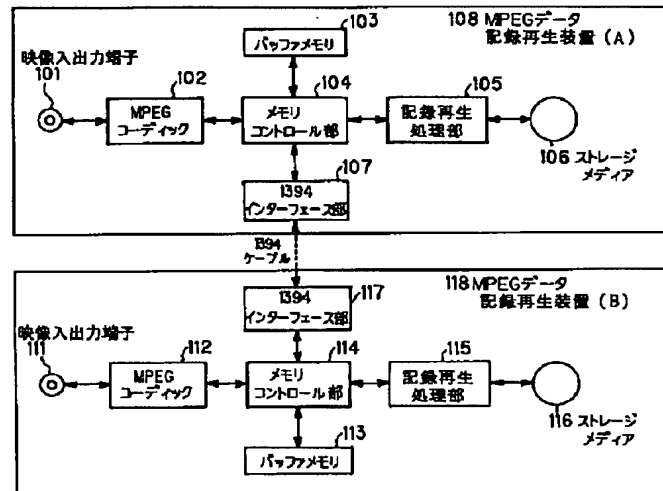 108 MPEGデータ
記録再生装置(A)
103
バッファメモリ
映像入出力端子
101
102
MPEG
コーディック
104
メモリ
コントロール部
105
記録再生
処理部
106 ストレージ
メディア
107
1394
インターフェース部
1394
ケーブル
118 MPEGデータ
記録再生装置(B)
117
1394
インターフェース部
映像入出力端子
111
112
MPEG
コーディック
114
メモリ
コントロール部
115
記録再生
処理部
116 ストレージ
メディア
113
バッファメモリ